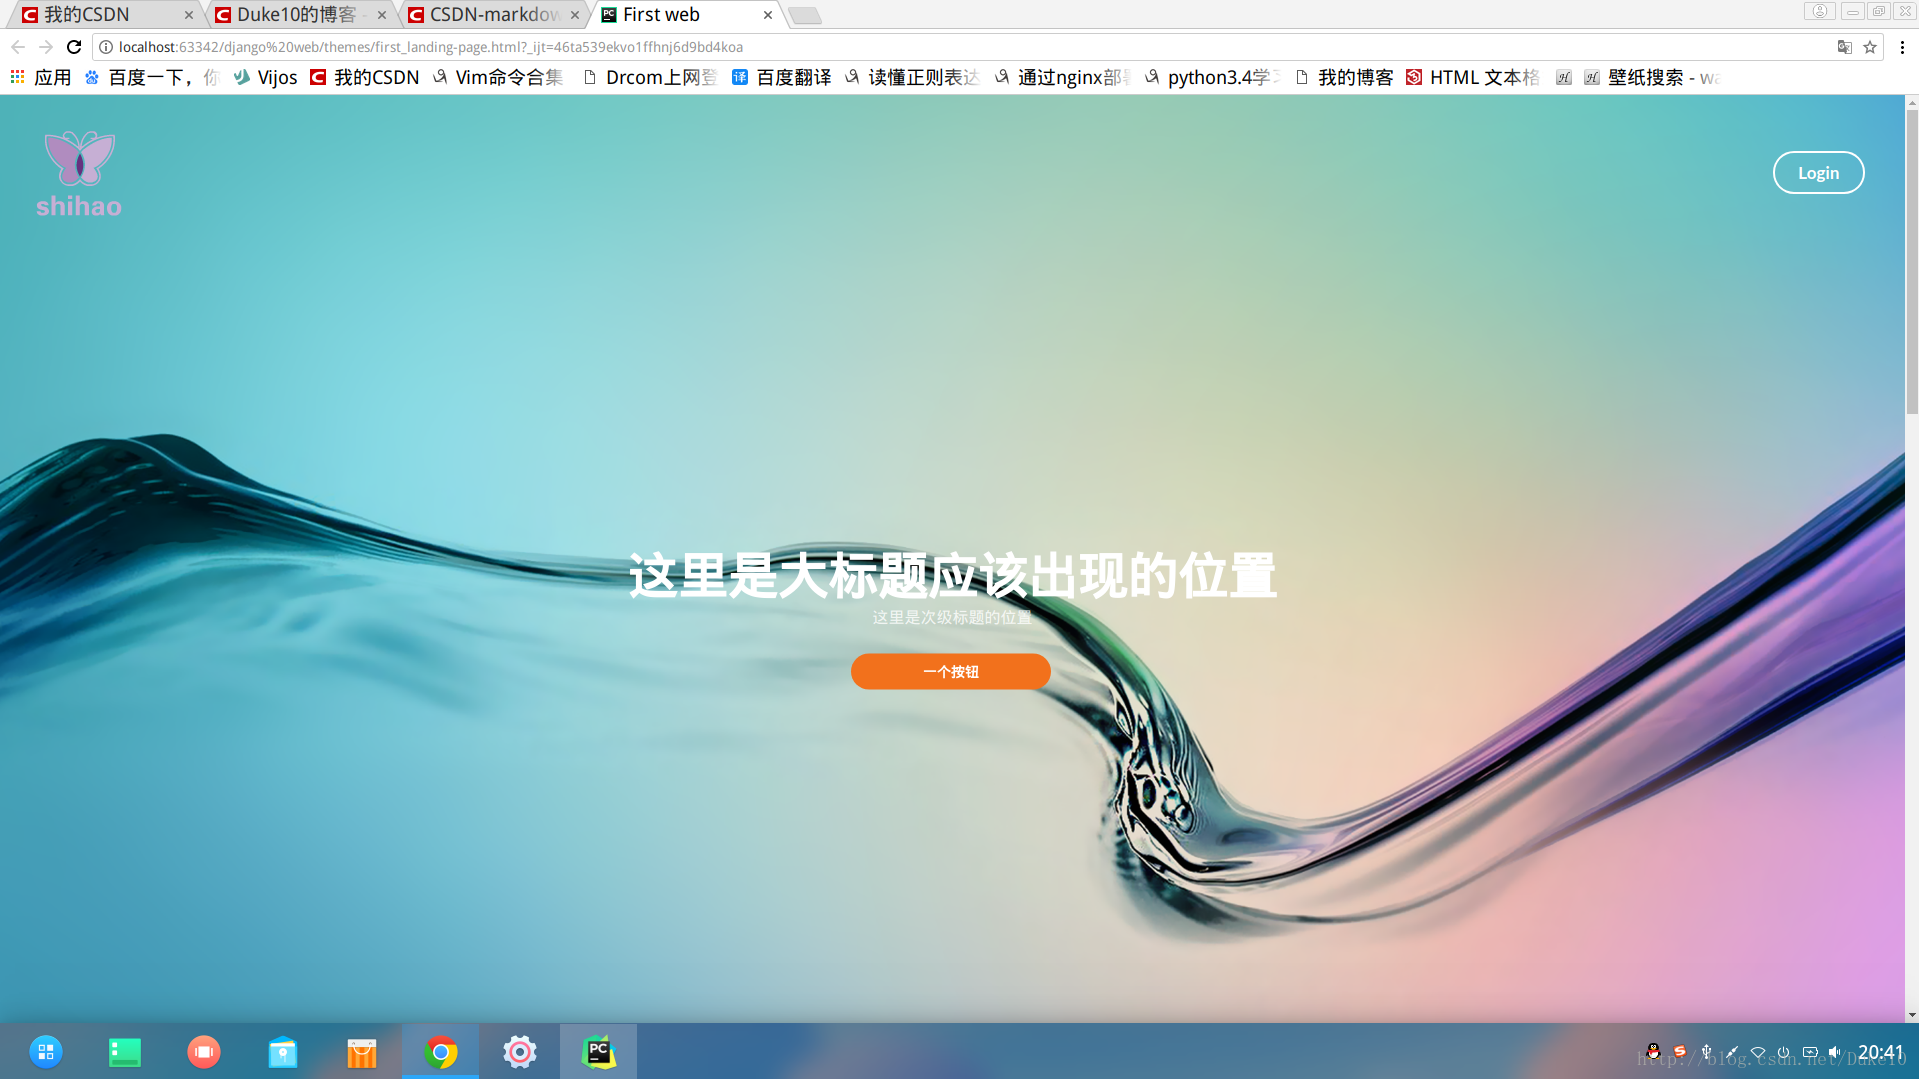 我的CSDN
Duke10的博客 -
CSDN-markdow
First web
localhost:63342/django%20web/themes/first_landing-page.html?_ijt=46ta539ekvo1ffhnj6d9bd4koa
应用
百度一下，你
Vijos
我的CSDN
Vim命令合集
Drcom上网登
百度翻译
读懂正则表达
通过nginx部署
python3.4学习
我的博客
HTML 文本格
壁纸搜索 - wa
shihao
Login
这里是大标题应该出现的位置
这里是次级标题的位置
一个按钮
20:41
http://blog.csdn.net/Duke10